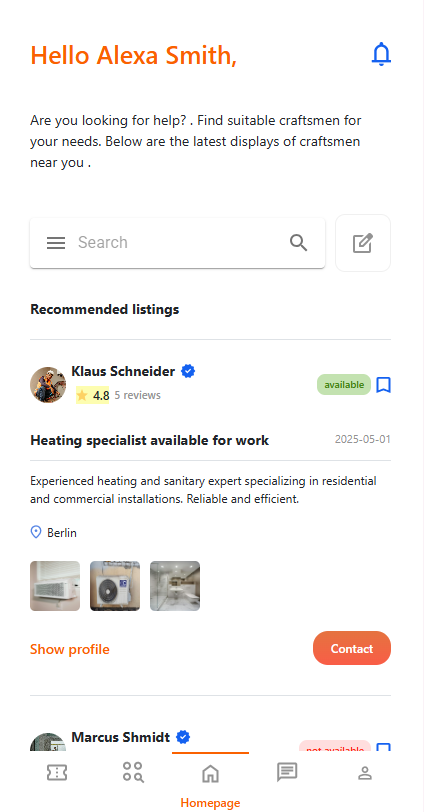 Hello Alexa Smith,
Are you looking for help? . Find suitable craftsmen for
your needs. Below are the latest displays of craftsmen
near you .
Search
Recommended listings
Klaus Schneider
4.8 5 reviews
available
Heating specialist available for work
2025-05-01
Experienced heating and sanitary expert specializing in residential
and commercial installations. Reliable and efficient.
Berlin
Show profile
Contact
Marcus Shmidt
not available
Homepage